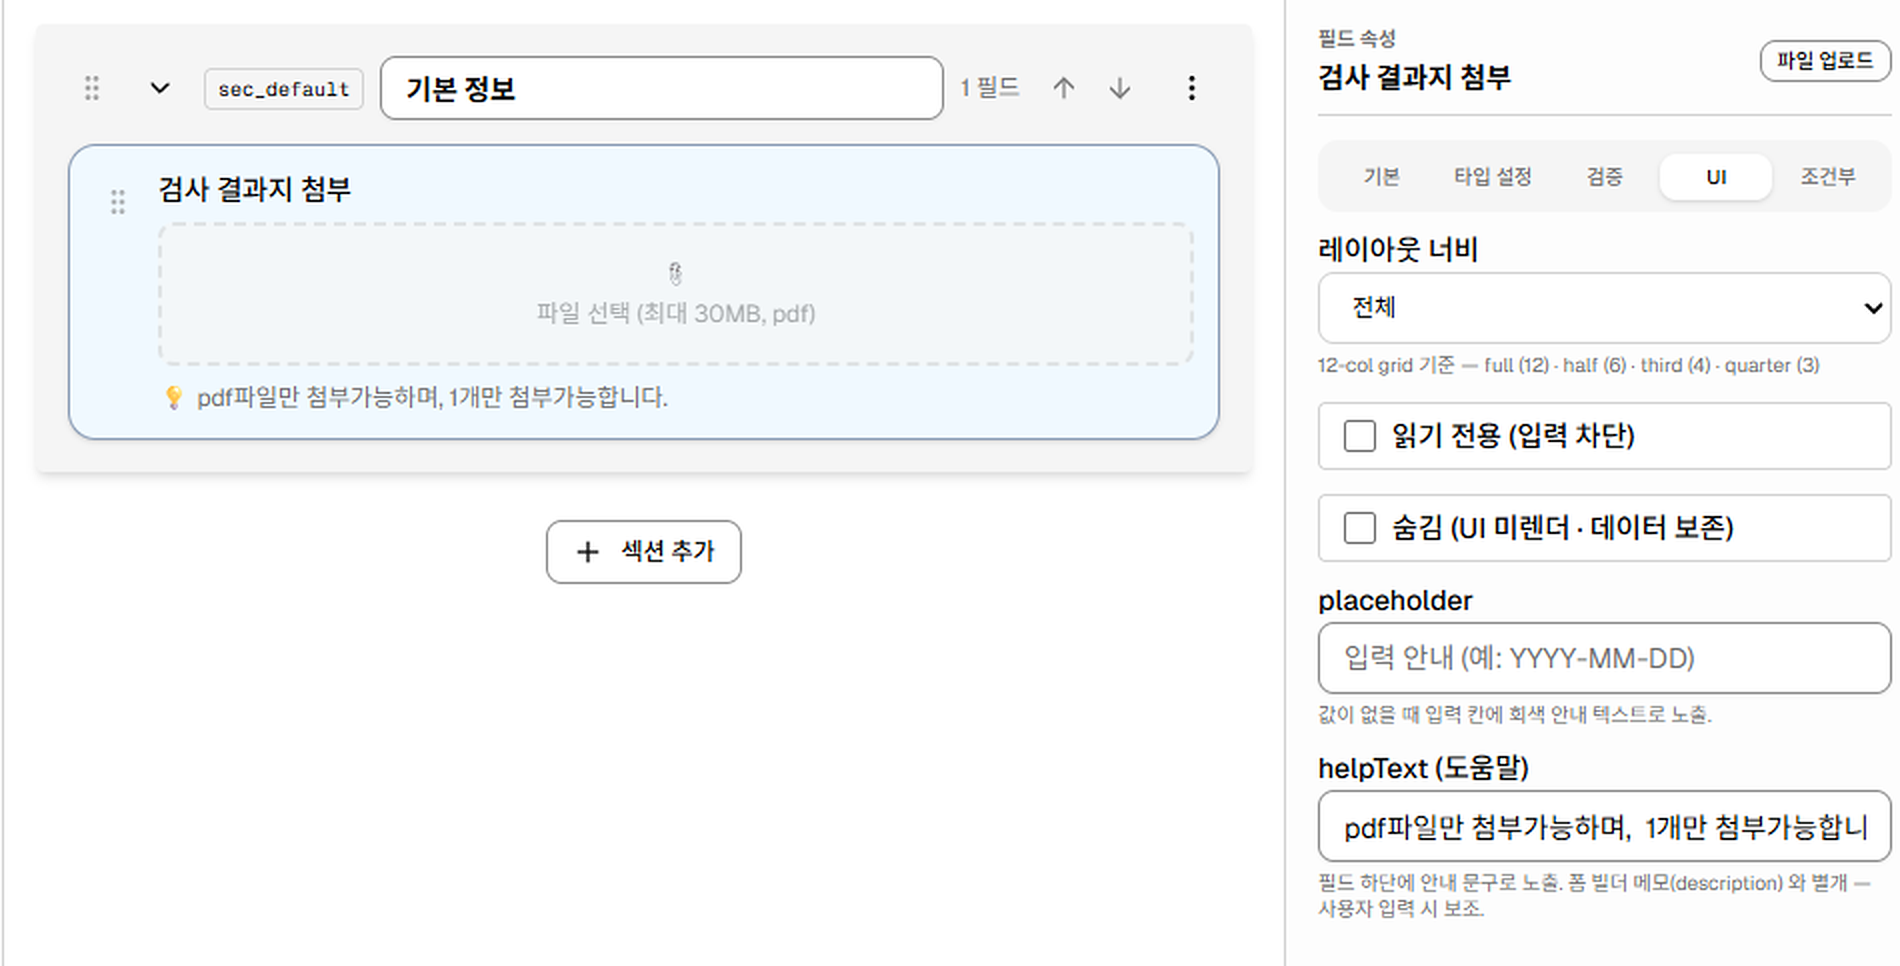 sec_default
기본 정보
1 필드
검사 결과지 첨부
파일 선택 (최대 30MB, pdf)
pdf파일만 첨부가능하며, 1개만 첨부가능합니다.
섹션 추가
필드 속성
검사 결과지 첨부
파일 업로드
기본
타입 설정
검증
UI
조건부
레이아웃 너비
전체
12-col grid 기준 — full (12) · half (6) · third (4) · quarter (3)
읽기 전용 (입력 차단)
숨김 (UI 미렌더 · 데이터 보존)
placeholder
입력 안내 (예: YYYY-MM-DD)
값이 없을 때 입력 칸에 회색 안내 텍스트로 노출.
helpText (도움말)
pdf파일만 첨부가능하며, 1개만 첨부가능합니
필드 하단에 안내 문구로 노출. 폼 빌더 메모(description) 와 별개 —
사용자 입력 시 보조.